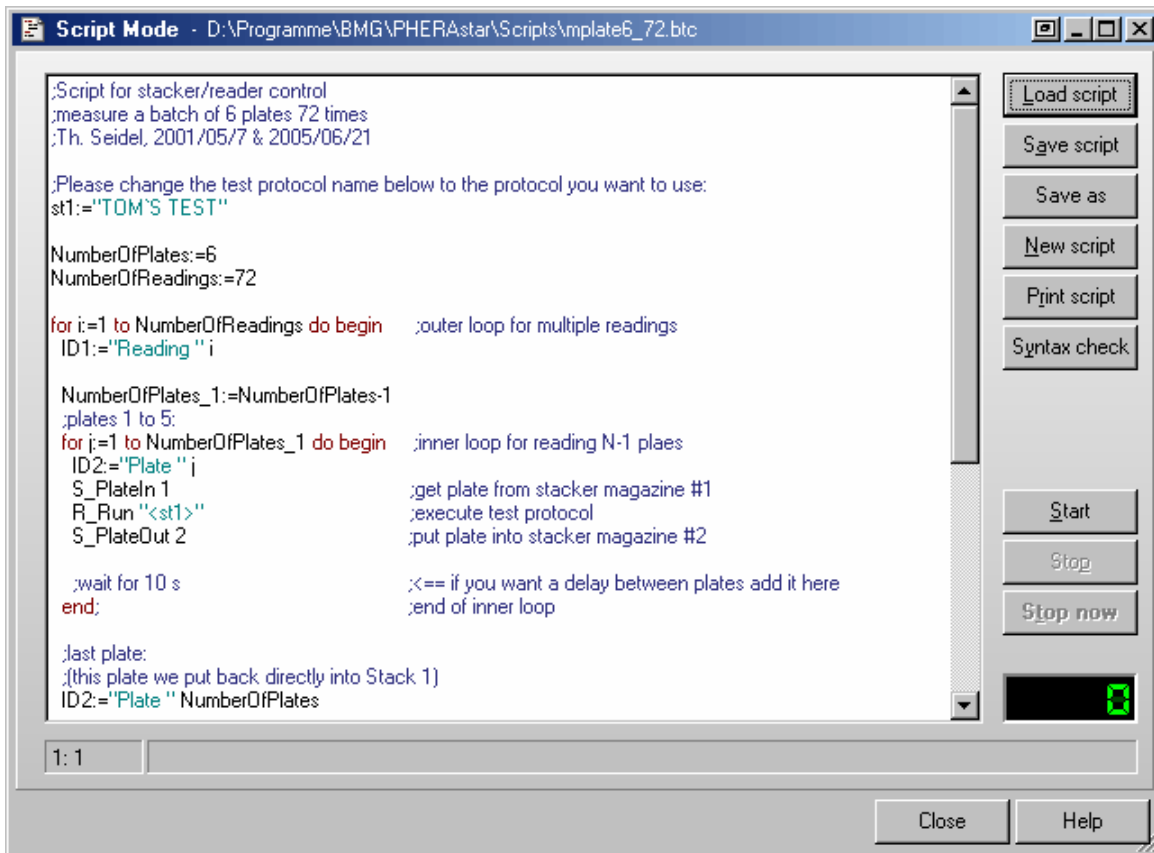 Script Mode - D:\Programme\BMG\PHERAstar\Scripts\mplate6_72.btc
;Script for stacker/reader control
;measure a batch of 6 plates 72 times
;Th. Seidel, 2001/05/7 & 2005/06/21
;Please change the test protocol name below to the protocol you want to use:
st1:="TOM`S TEST"
NumberOfPlates:=6
NumberOfReadings:=72
for i:=1 to NumberOfReadings do begin ;outer loop for multiple readings
ID1:="Reading " i
NumberOfPlates_1:=NumberOfPlates-1
;plates 1 to 5:
for j:=1 to NumberOfPlates_1 do begin ;inner loop for reading N-1 plaes
ID2:="Plate " j
S_PlateIn 1 ;get plate from stacker magazine #1
R_Run "<st1>" ;execute test protocol
S_PlateOut 2 ;put plate into stacker magazine #2
;wait for 10 s ;<== if you want a delay between plates add it here
end; ;end of inner loop
;last plate:
;(this plate we put back directly into Stack 1)
ID2:="Plate " NumberOfPlates
Load script
Save script
Save as
New script
Print script
Syntax check
Start
Stop
Stop now
0
1: 1
Close
Help